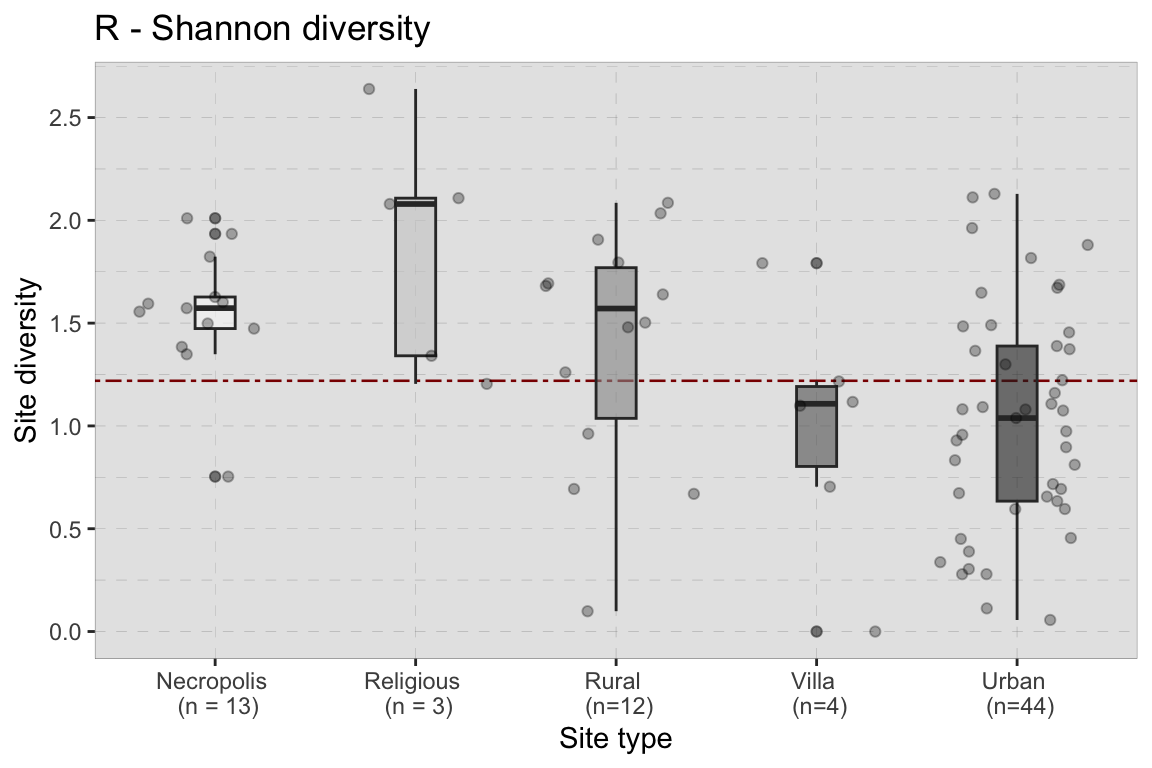 R - Shannon diversity
Site diversity
2.5
2.0
1.5
1.0
0.5
0.0
Necropolis
(n = 13)
Religious
(n = 3)
Rural
(n=12)
Villa
(n=4)
Urban
(n=44)
Site type